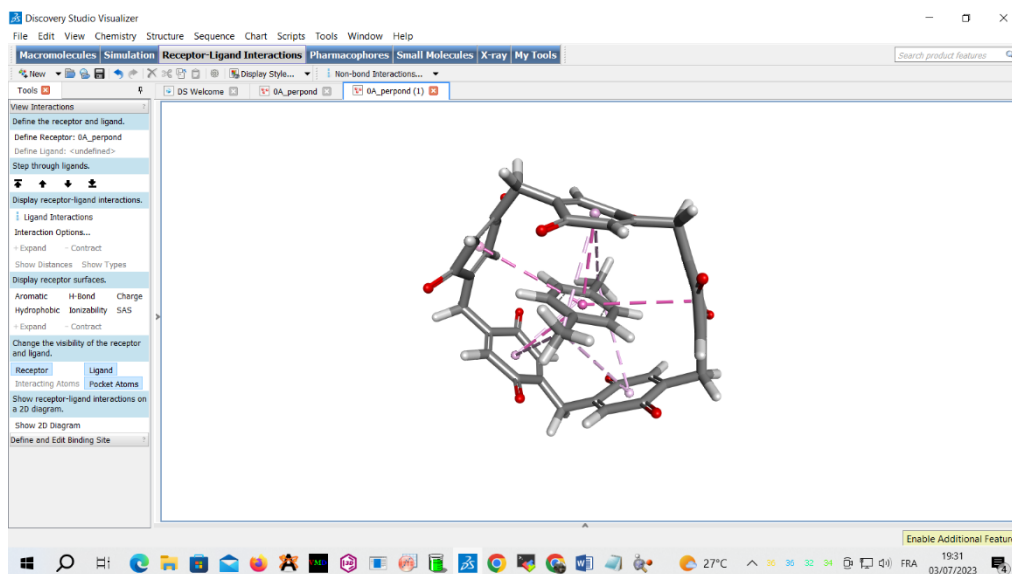 Discovery Studio Visualizer
File Edit View Chemistry Structure Sequence Chart Scripts Tools Window Help
Macromolecules Simulation Receptor-Ligand Interactions Pharmacophores Small Molecules X-ray My Tools
Search product features
New Display Style... Non-bond Interactions...
Tools DS Welcome 0A_perpond 0A_perpond (1)
View Interactions
Define the receptor and ligand.
Define Receptor: 0A_perpond
Define Ligand: <undefined>
Step through ligands.
Display receptor-ligand interactions.
Ligand Interactions
Interaction Options...
+ Expand - Contract
Show Distances Show Types
Display receptor surfaces.
Aromatic H-Bond Charge
Hydrophobic Ionizability SAS
+ Expand - Contract
Change the visibility of the receptor
and ligand.
Receptor Ligand
Interacting Atoms Pocket Atoms
Show receptor-ligand interactions on
a 2D diagram.
Show 2D Diagram
Define and Edit Binding Site
Enable Additional Feature
27°C 36 32 34 FRA 19:31
03/07/2023 4